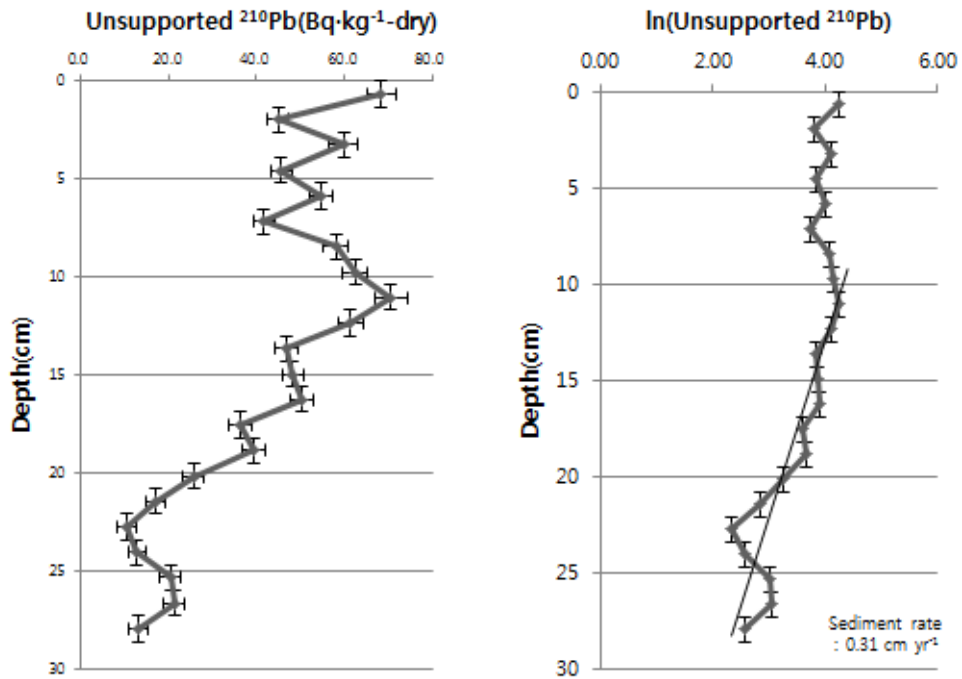 Unsupported ²¹⁰Pb(Bq·kg⁻¹-dry)
0.0 20.0 40.0 60.0 80.0
0
5
10
15
20
25
30
Depth(cm)
ln(Unsupported ²¹⁰Pb)
0.00 2.00 4.00 6.00
0
5
10
15
20
25
30
Depth(cm)
Sediment rate
: 0.31 cm yr⁻¹